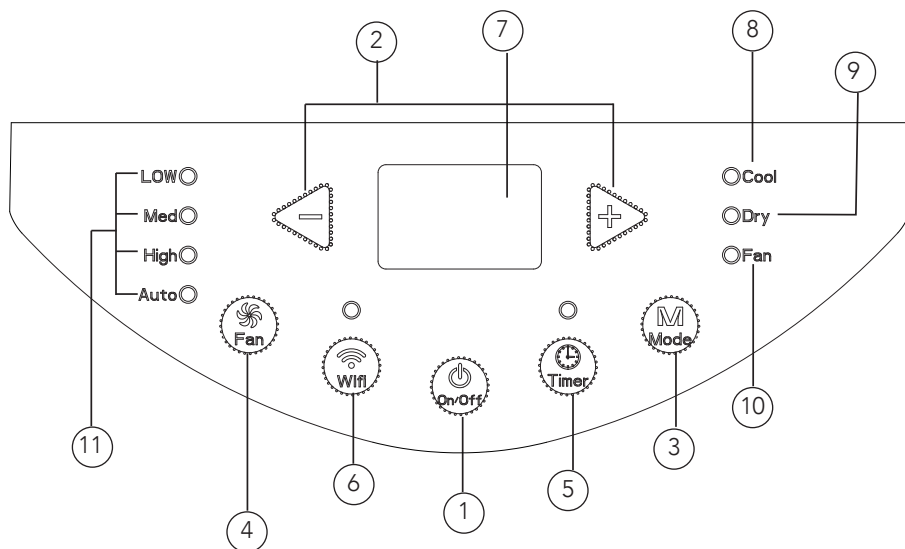 2
7
8
9
LOW
Med
High
Auto
Cool
Dry
Fan
Fan
Wifi
On/Off
Timer
M
Mode
11
4
6
1
5
3
10